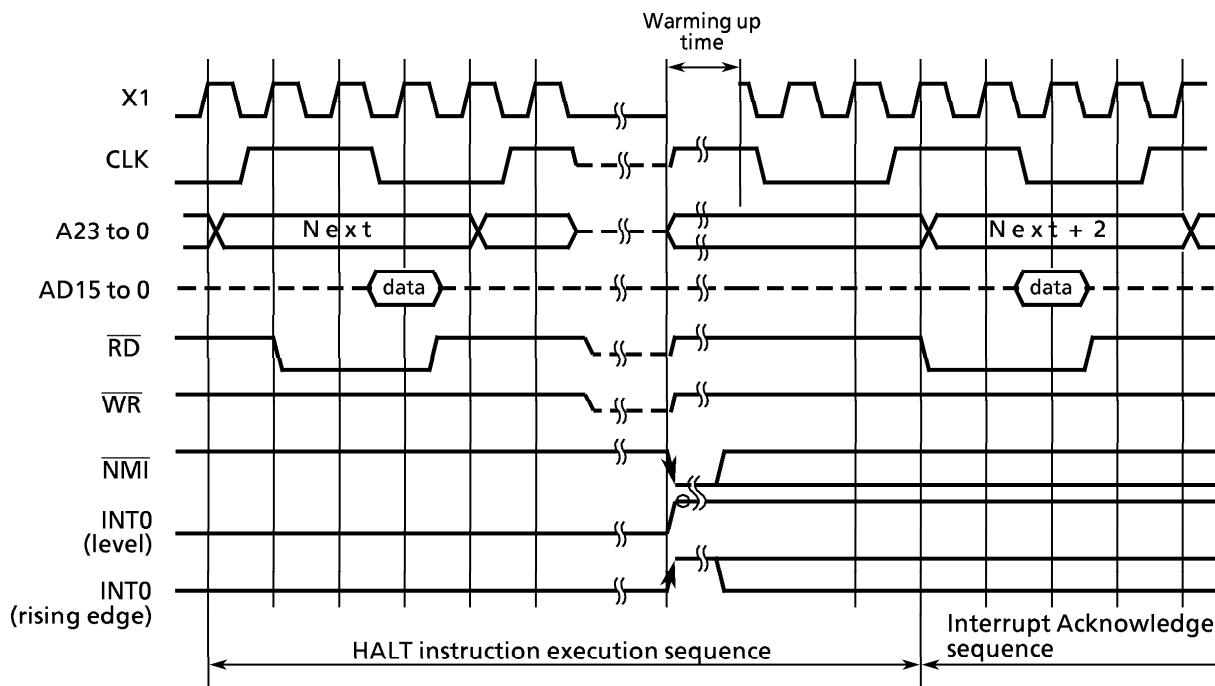 Warming up
time
X1
CLK
A23 to 0
Next
Next + 2
AD15 to 0
data
data
RD
WR
NMI
INT0
(level)
INT0
(rising edge)
HALT instruction execution sequence
Interrupt Acknowledge
sequence